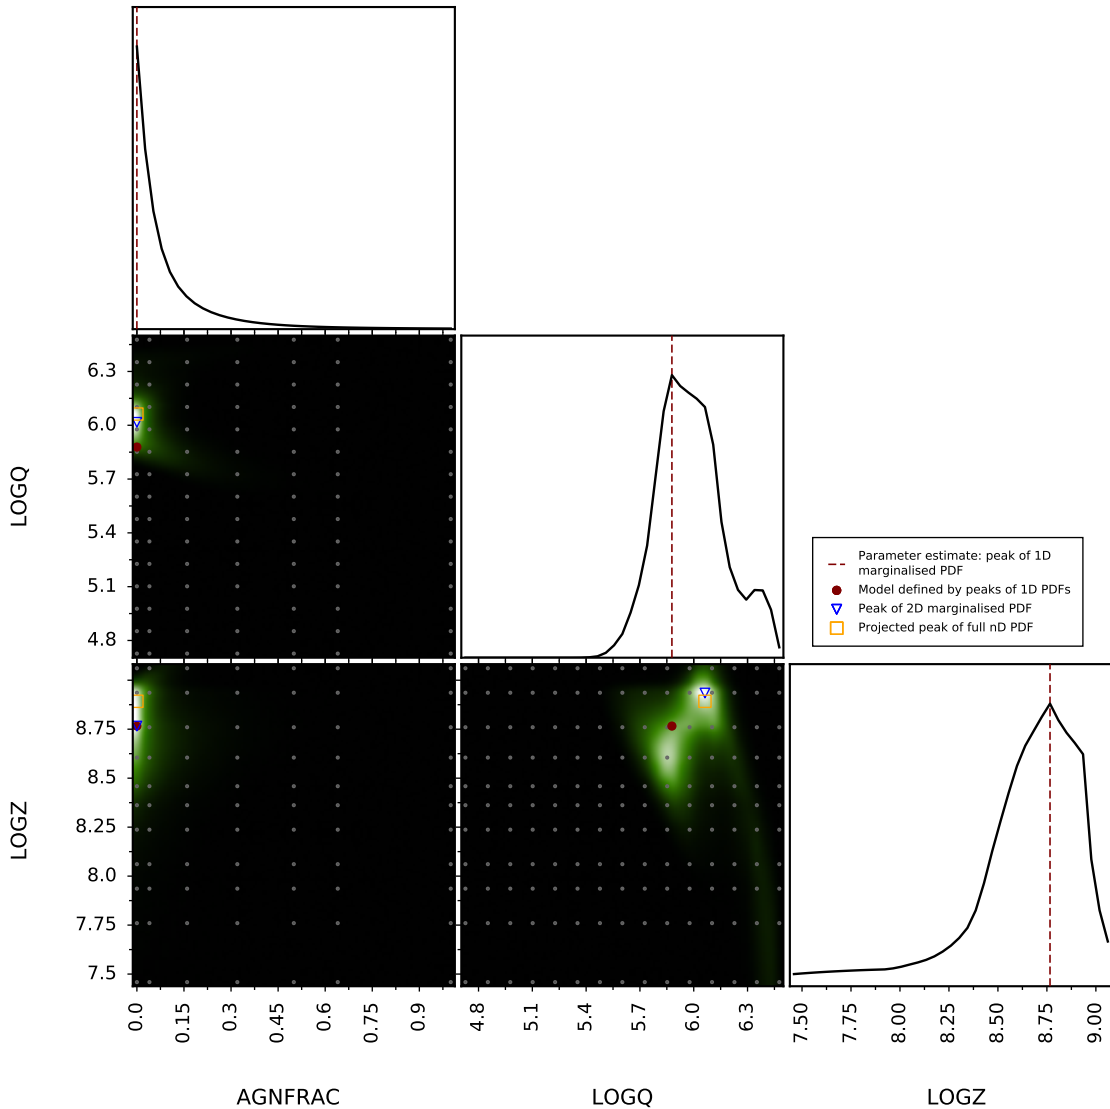 6.3
6.0
5.7
5.4
5.1
4.8
LOGQ
Parameter estimate: peak of 1D
marginalised PDF
Model defined by peaks of 1D PDFs
Peak of 2D marginalised PDF
Projected peak of full nD PDF
8.75
8.5
8.25
8.0
7.75
7.5
LOGZ
0.0 0.15 0.3 0.45 0.6 0.75 0.9
4.8 5.1 5.4 5.7 6.0 6.3
7.50 7.75 8.00 8.25 8.50 8.75 9.00
AGNFRAC LOGQ LOGZ